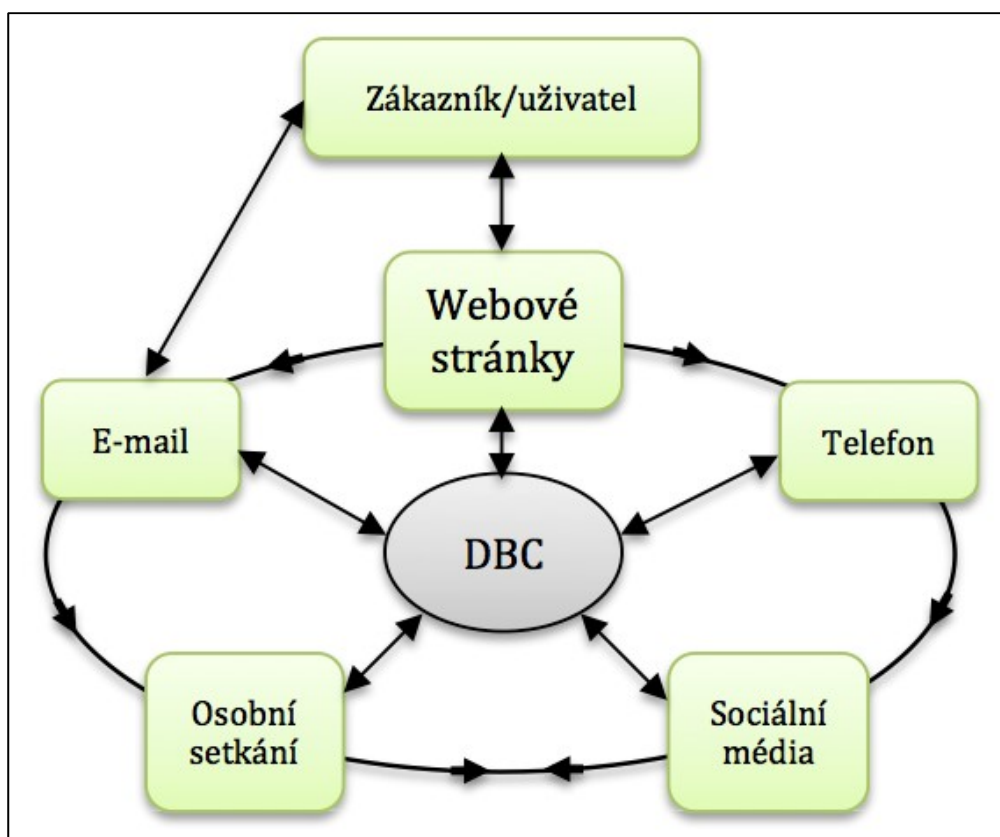 Zákazník/uživatel
Webové
stránky
E-mail
Telefon
DBC
Osobní
setkání
Sociální
média